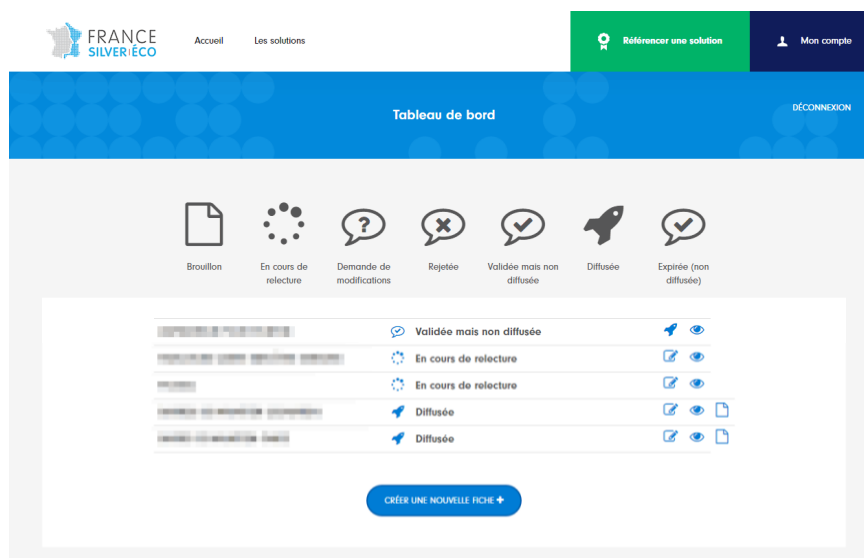 FRANCE
SILVER ÉCO
Accueil
Les solutions
Référencer une solution
Mon compte
Tableau de bord
DÉCONNEXION
Brouillon
En cours de
relecture
Demande de
modifications
Rejetée
Validée mais non
diffusée
Diffusée
Expirée (non
diffusée)
Validée mais non diffusée
En cours de relecture
En cours de relecture
Diffusée
Diffusée
CRÉER UNE NOUVELLE FICHE +